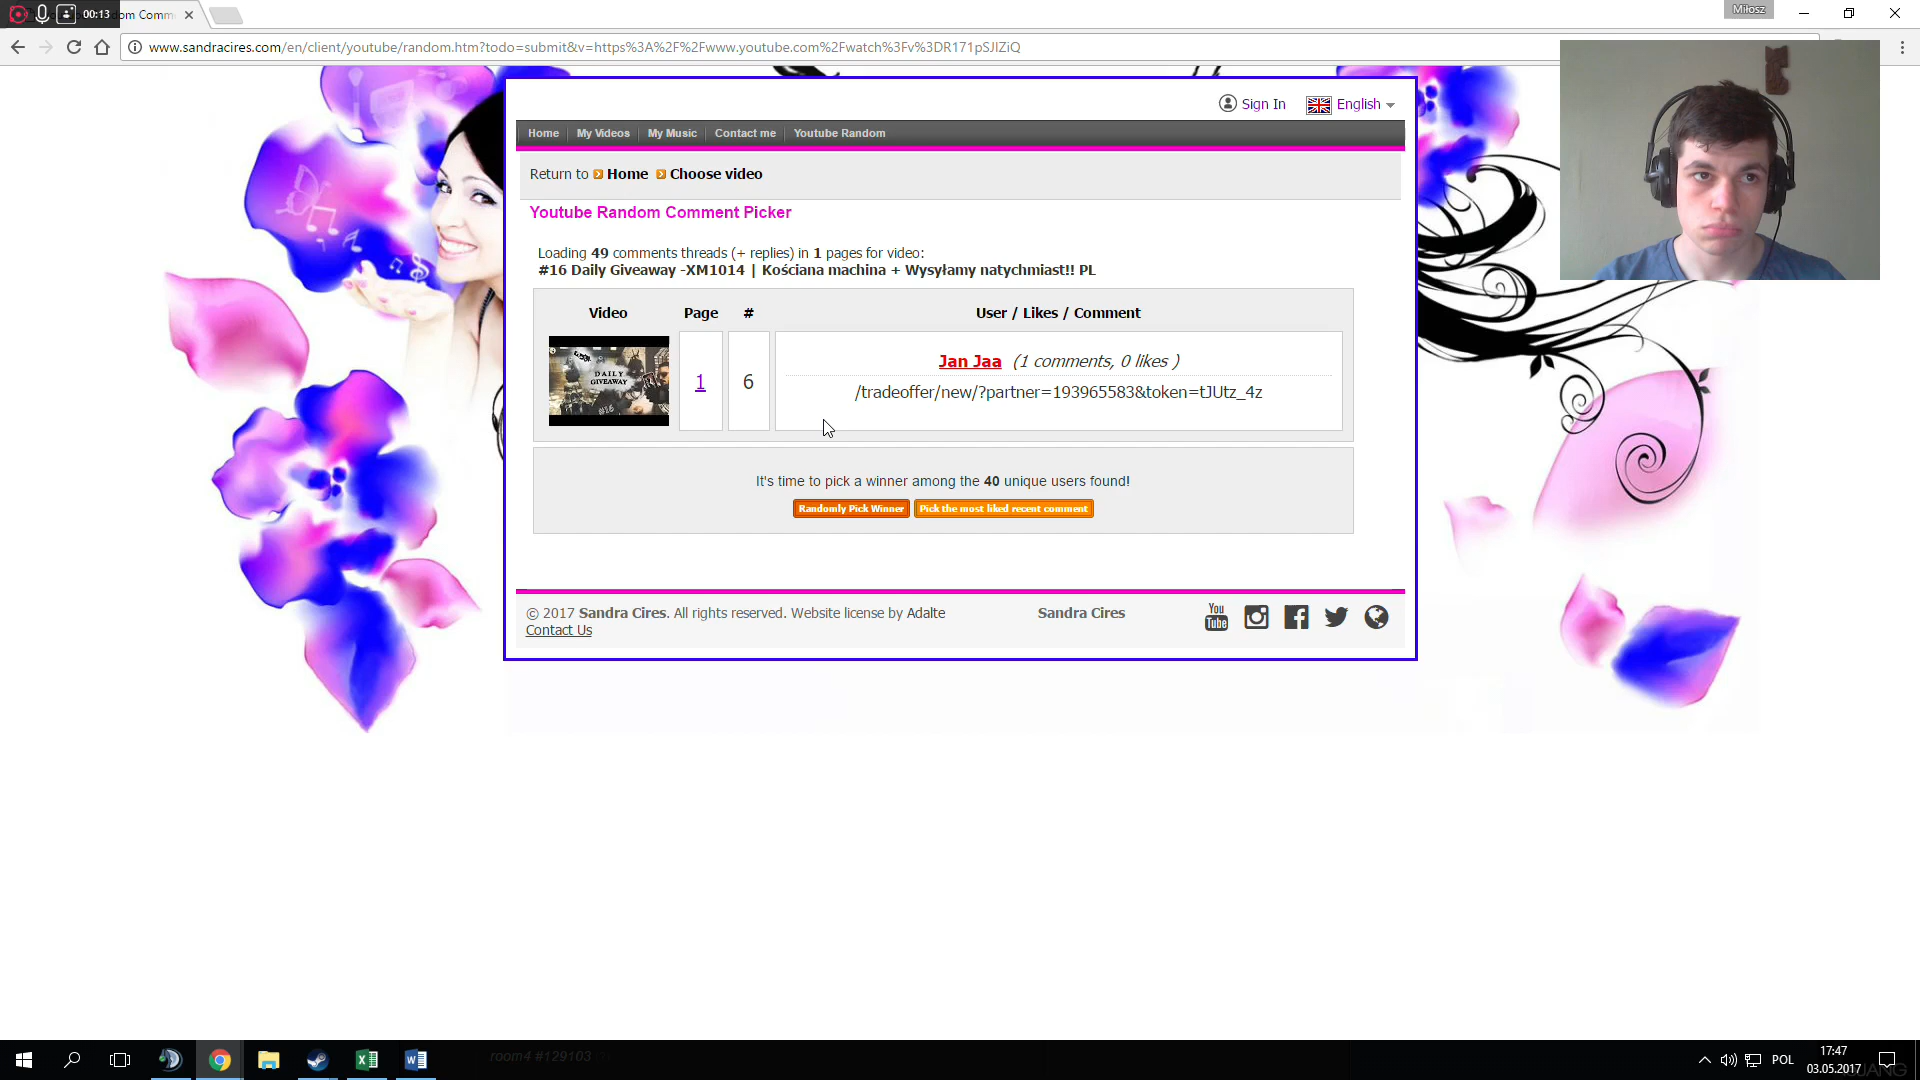 00:13
dom Comm
Miłosz
www.sandracires.com/en/client/youtube/random.htm?todo=submit&v=https%3A%2F%2Fwww.youtube.com%2Fwatch%3Fv%3DR171pSJIZiQ
Sign In
English
Home
My Videos
My Music
Contact me
Youtube Random
Return to Home Choose video
Youtube Random Comment Picker
Loading 49 comments threads (+ replies) in 1 pages for video:
#16 Daily Giveaway -XM1014 | Kościana machina + Wysyłamy natychmiast!! PL
Video Page # User / Likes / Comment
DAILY
GIVEAWAY
#16
1
6
Jan Jaa (1 comments, 0 likes )
/tradeoffer/new/?partner=193965583&token=tJUtz_4z
It's time to pick a winner among the 40 unique users found!
Randomly Pick Winner
Pick the most liked recent comment
© 2017 Sandra Cires. All rights reserved. Website license by Adalte
Contact Us
Sandra Cires
You
Tube
room4 #129103
POL
17:47
03.05.2017